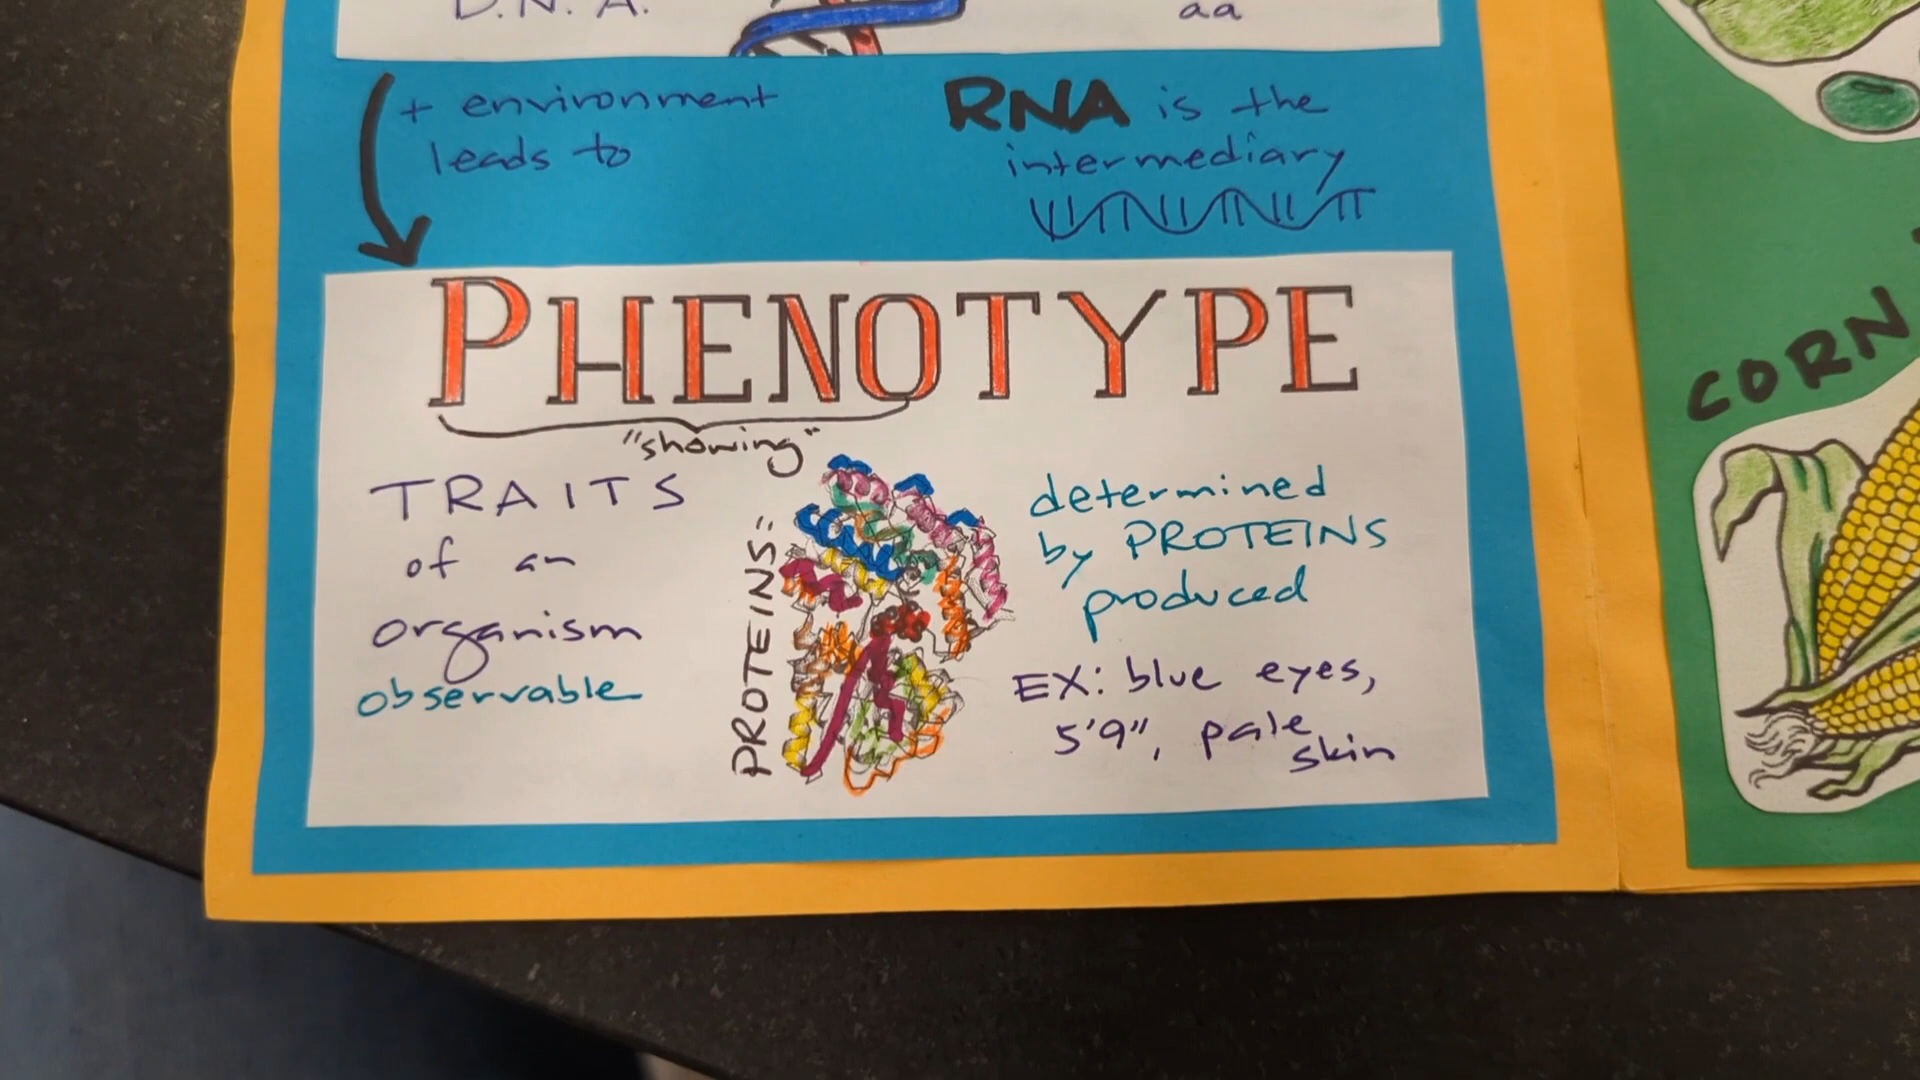 D.N.A.
aa
+ environment
leads to
RNA is the
intermediary
PHENOTYPE
"showing"
TRAITS
of an
organism
observable
PROTEINS:
determined
by PROTEINS
produced
EX: blue eyes,
5'9", pale
skin
CORN